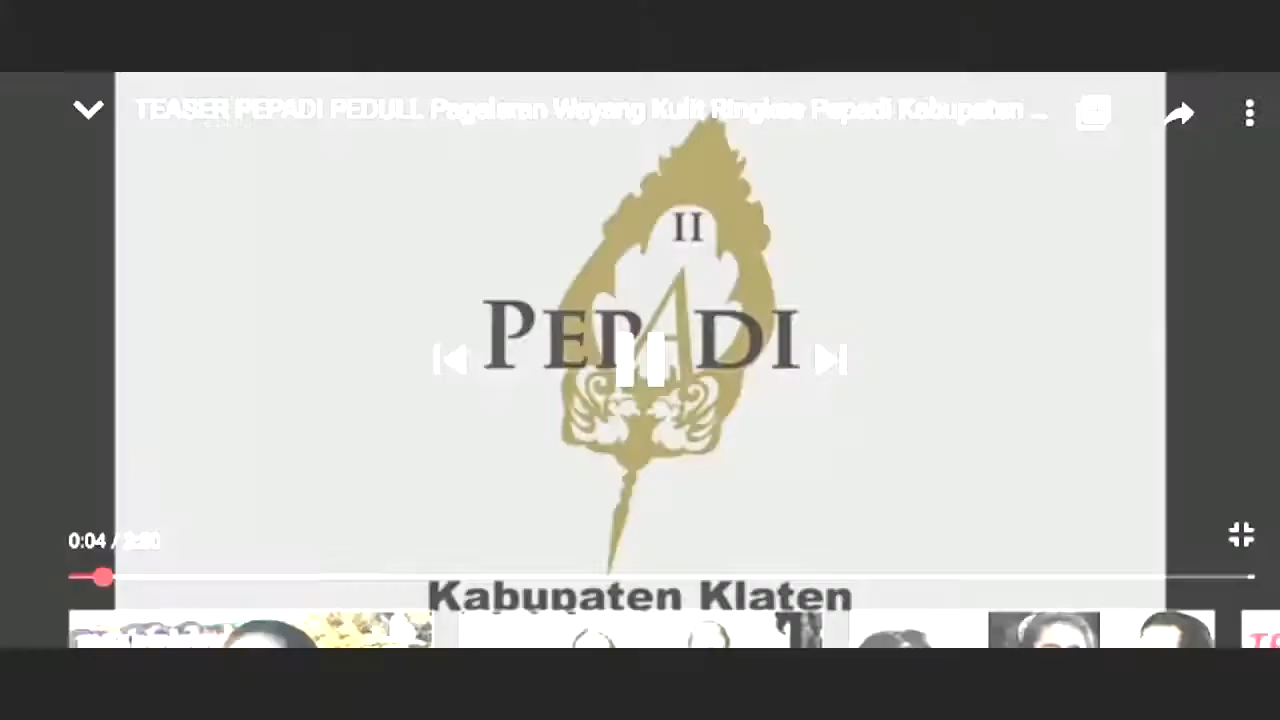 TEASER PEPADI PEDULI. Pagelaran Wayang Kulit Ringkas Pepadi Kabupaten ...
II
PEPADI
0:04 /
Kabupaten Klaten